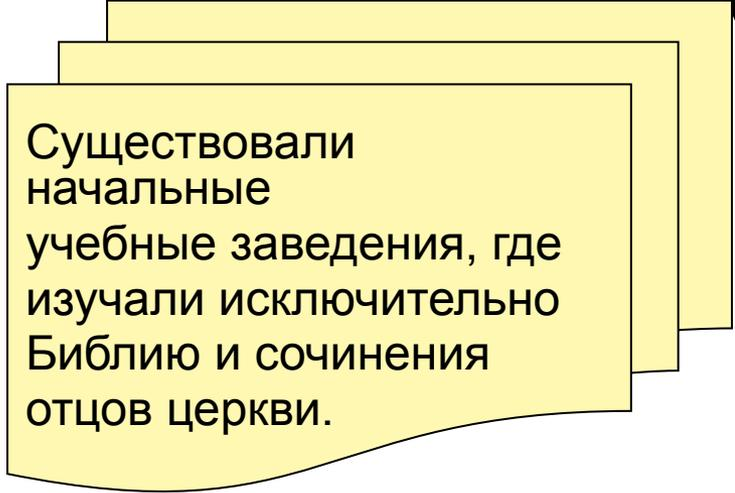 Существовали
начальные
учебные заведения, где
изучали исключительно
Библию и сочинения
отцов церкви.